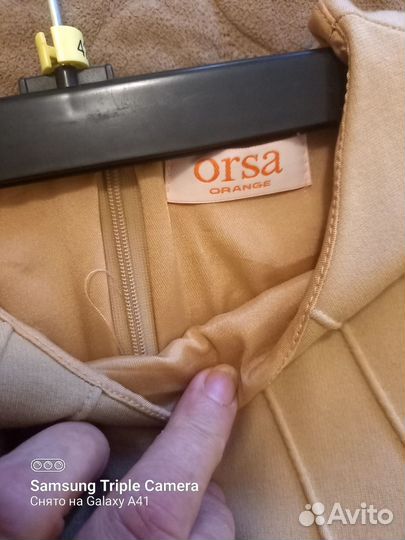 orsa
ORANGE
Samsung Triple Camera
Снято на Galaxy A41
Avito